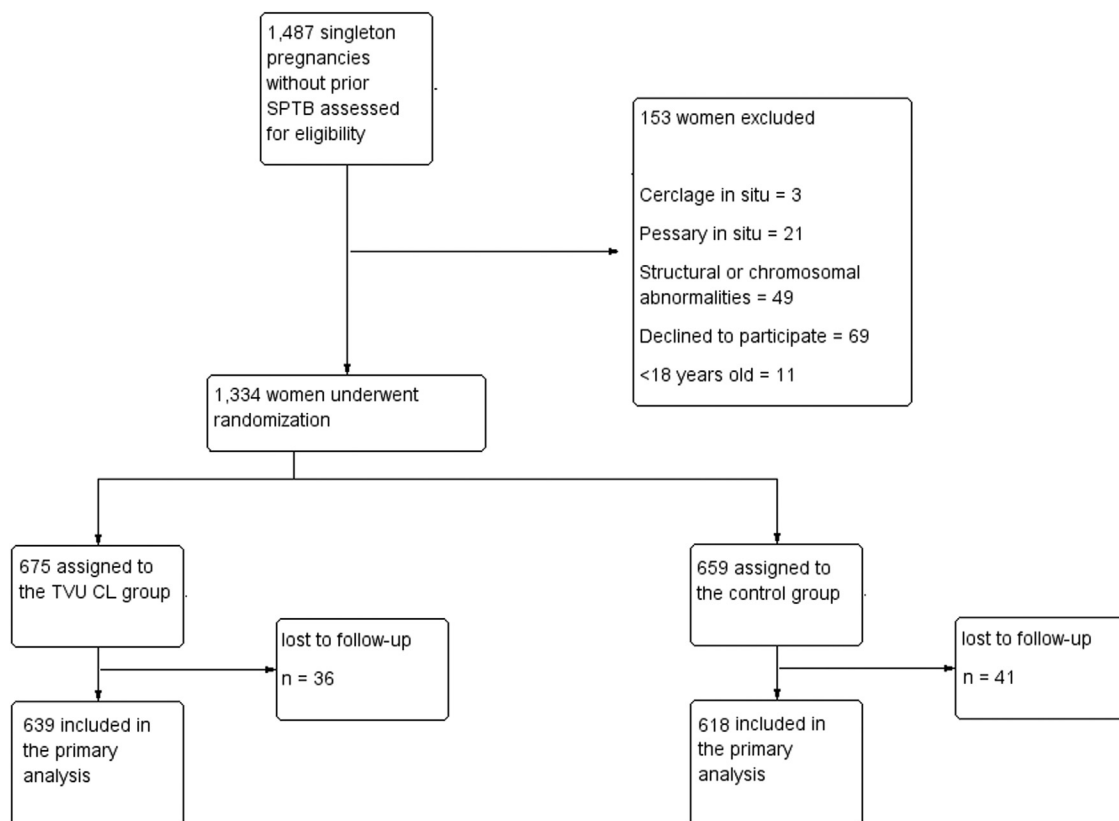 1,487 singleton
pregnancies
without prior
SPTB assessed
for eligibility
153 women excluded
Cerclage in situ = 3
Pessary in situ = 21
Structural or chromosomal
abnormalities = 49
Declined to participate = 69
<18 years old = 11
1,334 women underwent
randomization
675 assigned to
the TVU CL group
659 assigned to
the control group
lost to follow-up
n = 36
lost to follow-up
n = 41
639 included in
the primary
analysis
618 included in
the primary
analysis